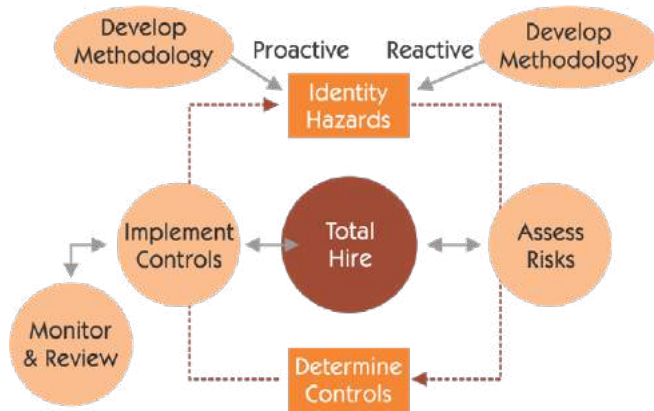 Develop
Methodology
Proactive
Reactive
Develop
Methodology
Identity
Hazards
Implement
Controls
Total
Hire
Assess
Risks
Monitor
& Review
Determine
Controls